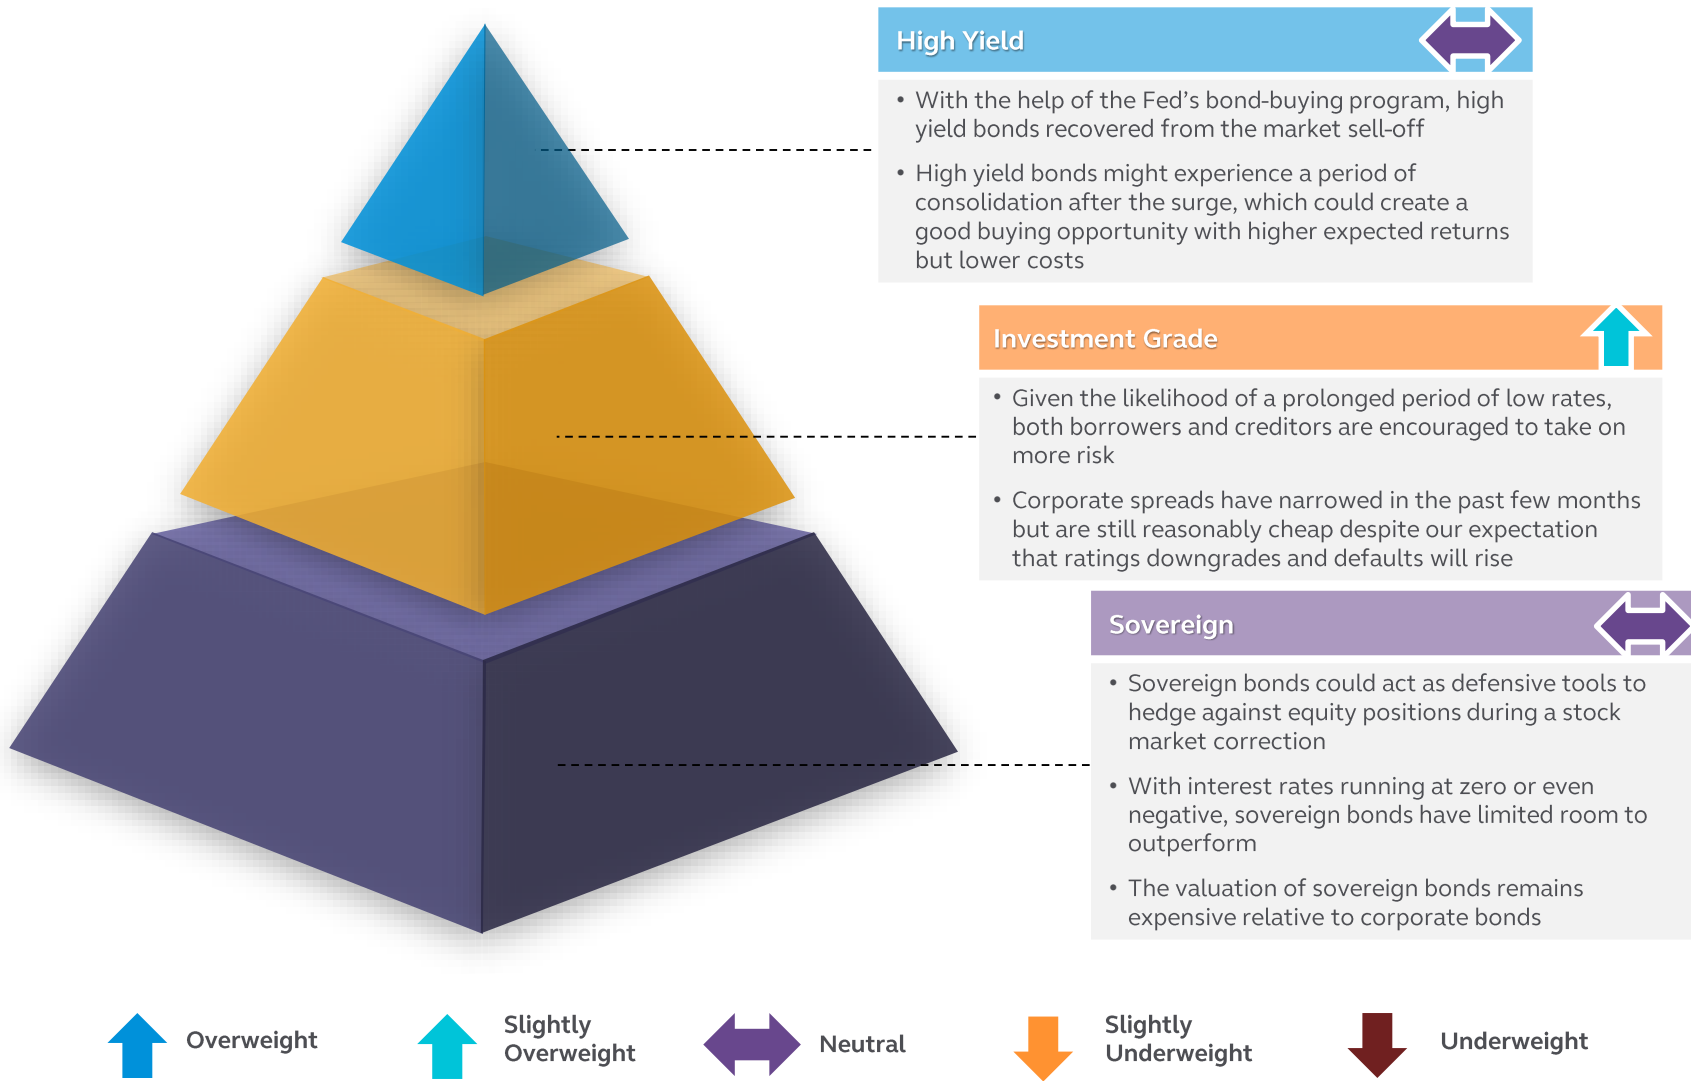 High Yield
• With the help of the Fed’s bond-buying program, high
yield bonds recovered from the market sell-off
• High yield bonds might experience a period of
consolidation after the surge, which could create a
good buying opportunity with higher expected returns
but lower costs
Investment Grade
• Given the likelihood of a prolonged period of low rates,
both borrowers and creditors are encouraged to take on
more risk
• Corporate spreads have narrowed in the past few months
but are still reasonably cheap despite our expectation
that ratings downgrades and defaults will rise
Sovereign
• Sovereign bonds could act as defensive tools to
hedge against equity positions during a stock
market correction
• With interest rates running at zero or even
negative, sovereign bonds have limited room to
outperform
• The valuation of sovereign bonds remains
expensive relative to corporate bonds
Overweight
Slightly
Overweight
Neutral
Slightly
Underweight
Underweight